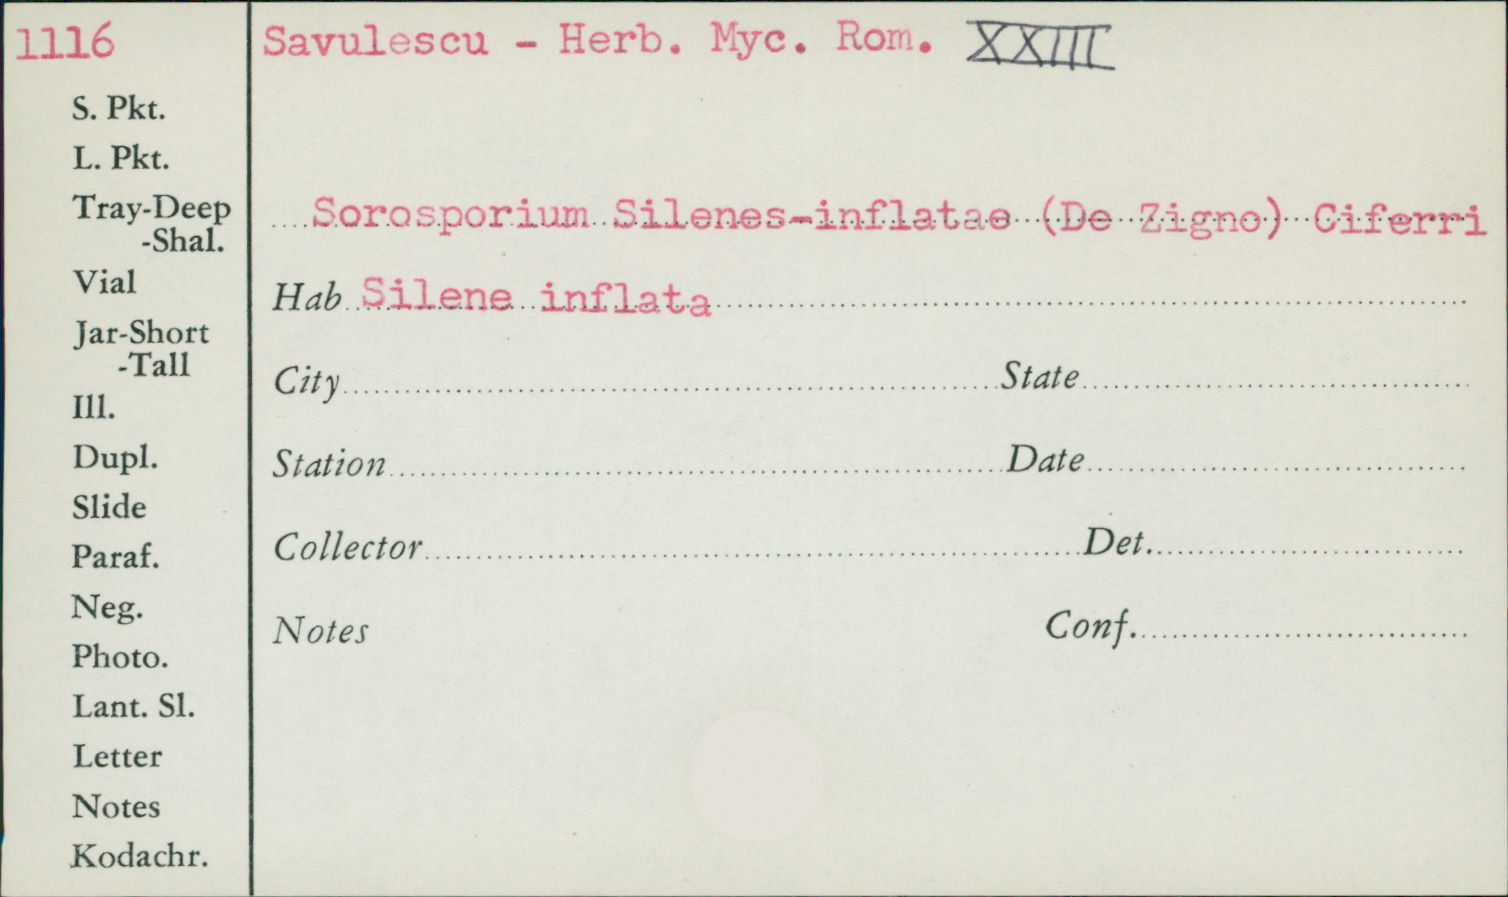 1116
Savulescu - Herb. Myc. Rom. XXIII
S. Pkt.
L. Pkt.
Tray-Deep
-Shal.
Vial
Jar-Short
-Tall
Ill.
Dupl.
Slide
Paraf.
Neg.
Photo.
Lant. Sl.
Letter
Notes
Kodachr.
Sorosporium Silenes-inflatae (De Zigno) Ciferri
Hab Silene inflata
City State
Station Date
Collector Det.
Notes Conf.